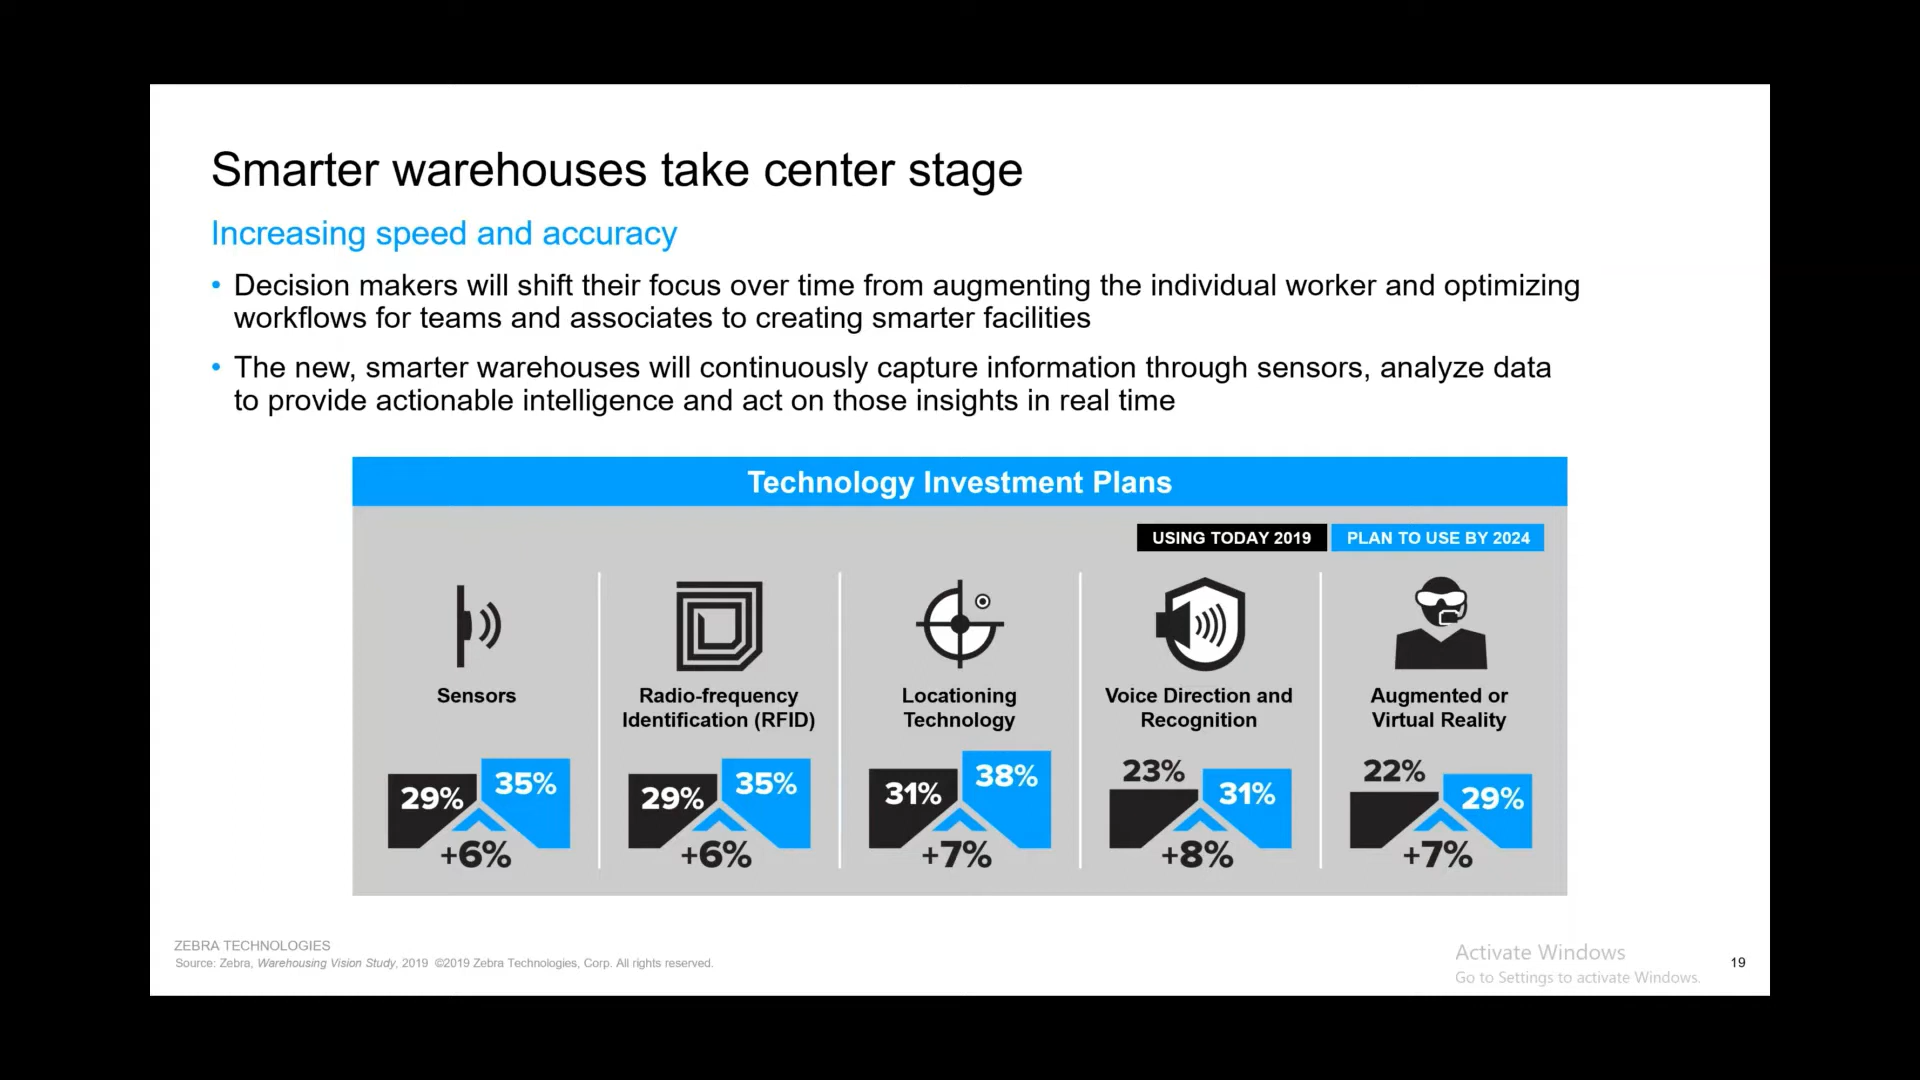 Smarter warehouses take center stage
Increasing speed and accuracy
• Decision makers will shift their focus over time from augmenting the individual worker and optimizing
workflows for teams and associates to creating smarter facilities
• The new, smarter warehouses will continuously capture information through sensors, analyze data
to provide actionable intelligence and act on those insights in real time
Technology Investment Plans
USING TODAY 2019 PLAN TO USE BY 2024
Sensors
29% 35%
+6%
Radio-frequency
Identification (RFID)
29% 35%
+6%
Locationing
Technology
31% 38%
+7%
Voice Direction and
Recognition
23% 31%
+8%
Augmented or
Virtual Reality
22% 29%
+7%
ZEBRA TECHNOLOGIES
Source: Zebra, Warehousing Vision Study, 2019 ©2019 Zebra Technologies, Corp. All rights reserved.
Activate Windows
Go to Settings to activate Windows.
19